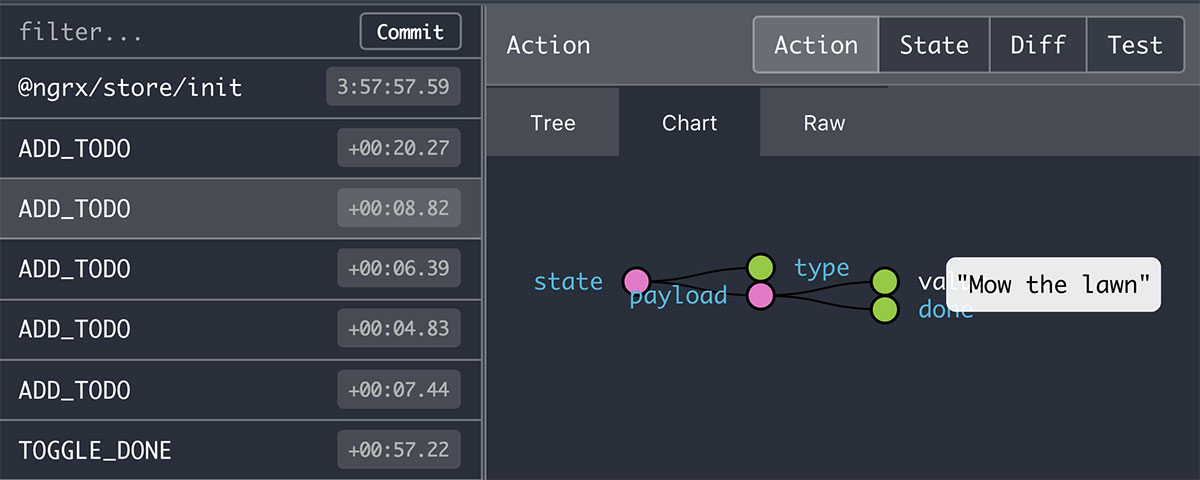 filter... Commit
@ngrx/store/init 3:57:57.59
ADD_TODO +00:20.27
ADD_TODO +00:08.82
ADD_TODO +00:06.39
ADD_TODO +00:04.83
ADD_TODO +00:07.44
TOGGLE_DONE +00:57.22
Action Action State Diff Test
Tree Chart Raw
type
state val "Mow the lawn"
payload
done